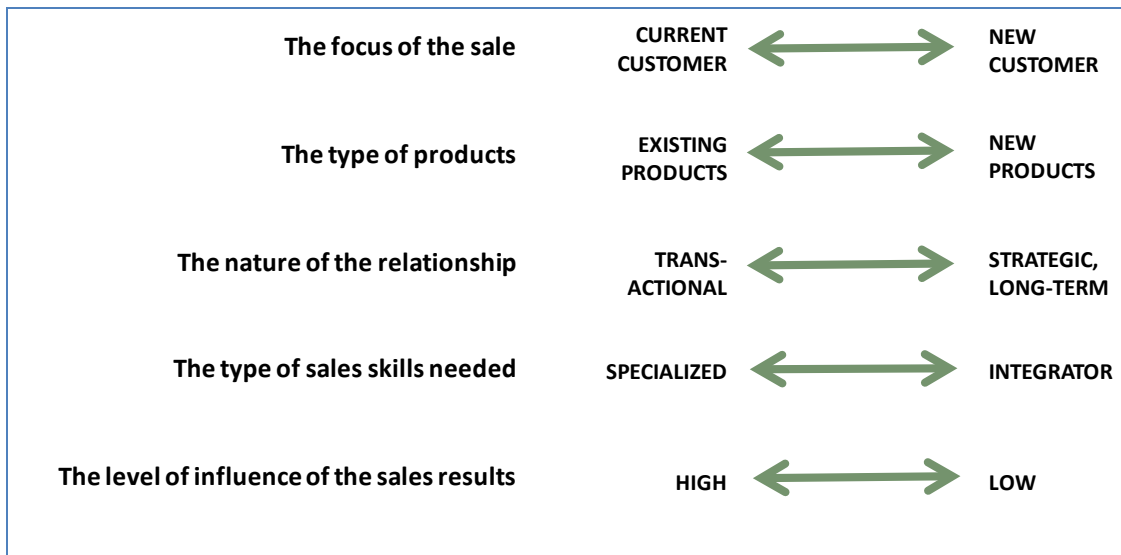 The focus of the sale
CURRENT
CUSTOMER
NEW
CUSTOMER
The type of products
EXISTING
PRODUCTS
NEW
PRODUCTS
The nature of the relationship
TRANS-
ACTIONAL
STRATEGIC,
LONG-TERM
The type of sales skills needed
SPECIALIZED
INTEGRATOR
The level of influence of the sales results
HIGH
LOW